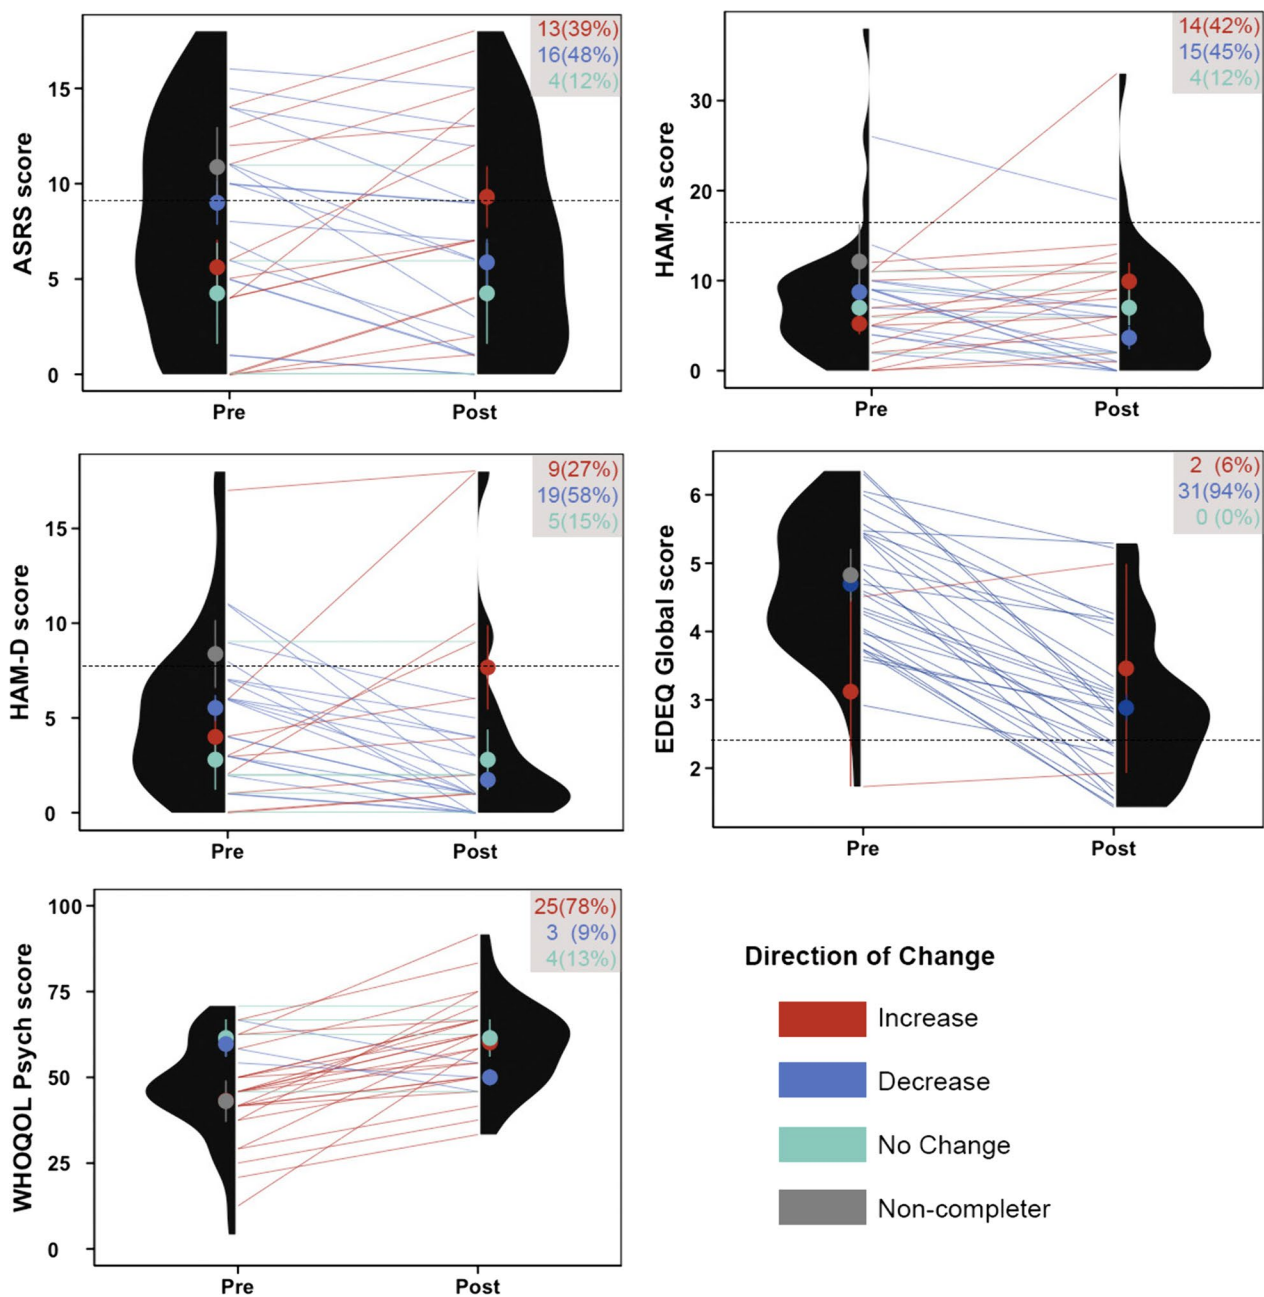 ASRS score
15
10
5
0
13(39%)
16(48%)
4(12%)
Pre
Post
HAM-A score
30
20
10
0
14(42%)
15(45%)
4(12%)
Pre
Post
HAM-D score
15
10
5
0
9(27%)
19(58%)
5(15%)
Pre
Post
EDEQ Global score
6
5
4
3
2
2 (6%)
31(94%)
0 (0%)
Pre
Post
WHOQOL Psych score
100
75
50
25
0
25(78%)
3 (9%)
4(13%)
Pre
Post
Direction of Change
Increase
Decrease
No Change
Non-completer